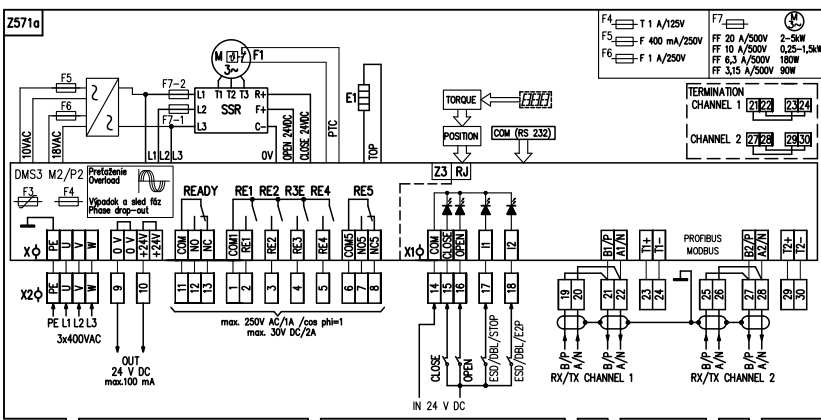 Z571a
F4 T 1 A/125V
F5 F 400 mA/250V
F6 F 1 A/250V
F7 M 3~
FF 20 A/500V 2-5kW
FF 10 A/500V 0,25-1,5kW
FF 6,3 A/500V 180W
FF 3,15 A/500V 90W
M 3~ F1
F5
F6
F7-2
F7-1
L1 T1 T2 T3 R+
L2 SSR F+
L3 C-
10VAC
18VAC
L1 L2 L3
0V
OPEN 24VDC
CLOSE 24VDC
PTC
E1
TOP
TORQUE
POSITION
COM (RS 232)
TERMINATION
CHANNEL 1 21 22 23 24
CHANNEL 2 27 28 29 30
DMS3 M2/P2
F3
F4
Preťaženie
Overload
Výpadok a sled fáz
Phase drop-out
Z3 RJ
READY
RE1 RE2 R3E RE4
RE5
X
PE U V W
0 V 0 V
+24V +24V
COM NO NC
COM1 RE1 RE2 RE3 RE4
COM5 NO5 NC5
X1
COM CLOSE OPEN I1 I2
B1/P A1/N
T1+ T1-
PROFIBUS
MODBUS
B2/P A2/N
T2+ T2-
X2
PE U V W
9 10
11 12 13
1 2 3 4 5
6 7 8
14 15 16 17 18
19 20 21 22 23 24
25 26 27 28 29 30
PE L1 L2 L3
3x400VAC
OUT
24 V DC
max.100 mA
max. 250V AC/1A /cos phi=1
max. 30V DC/2A
CLOSE
OPEN
ESD/DBL/STOP
ESD/DBL/E2P
IN 24 V DC
B/P A/N B/P A/N
RX/TX CHANNEL 1
B/P A/N B/P A/N
RX/TX CHANNEL 2